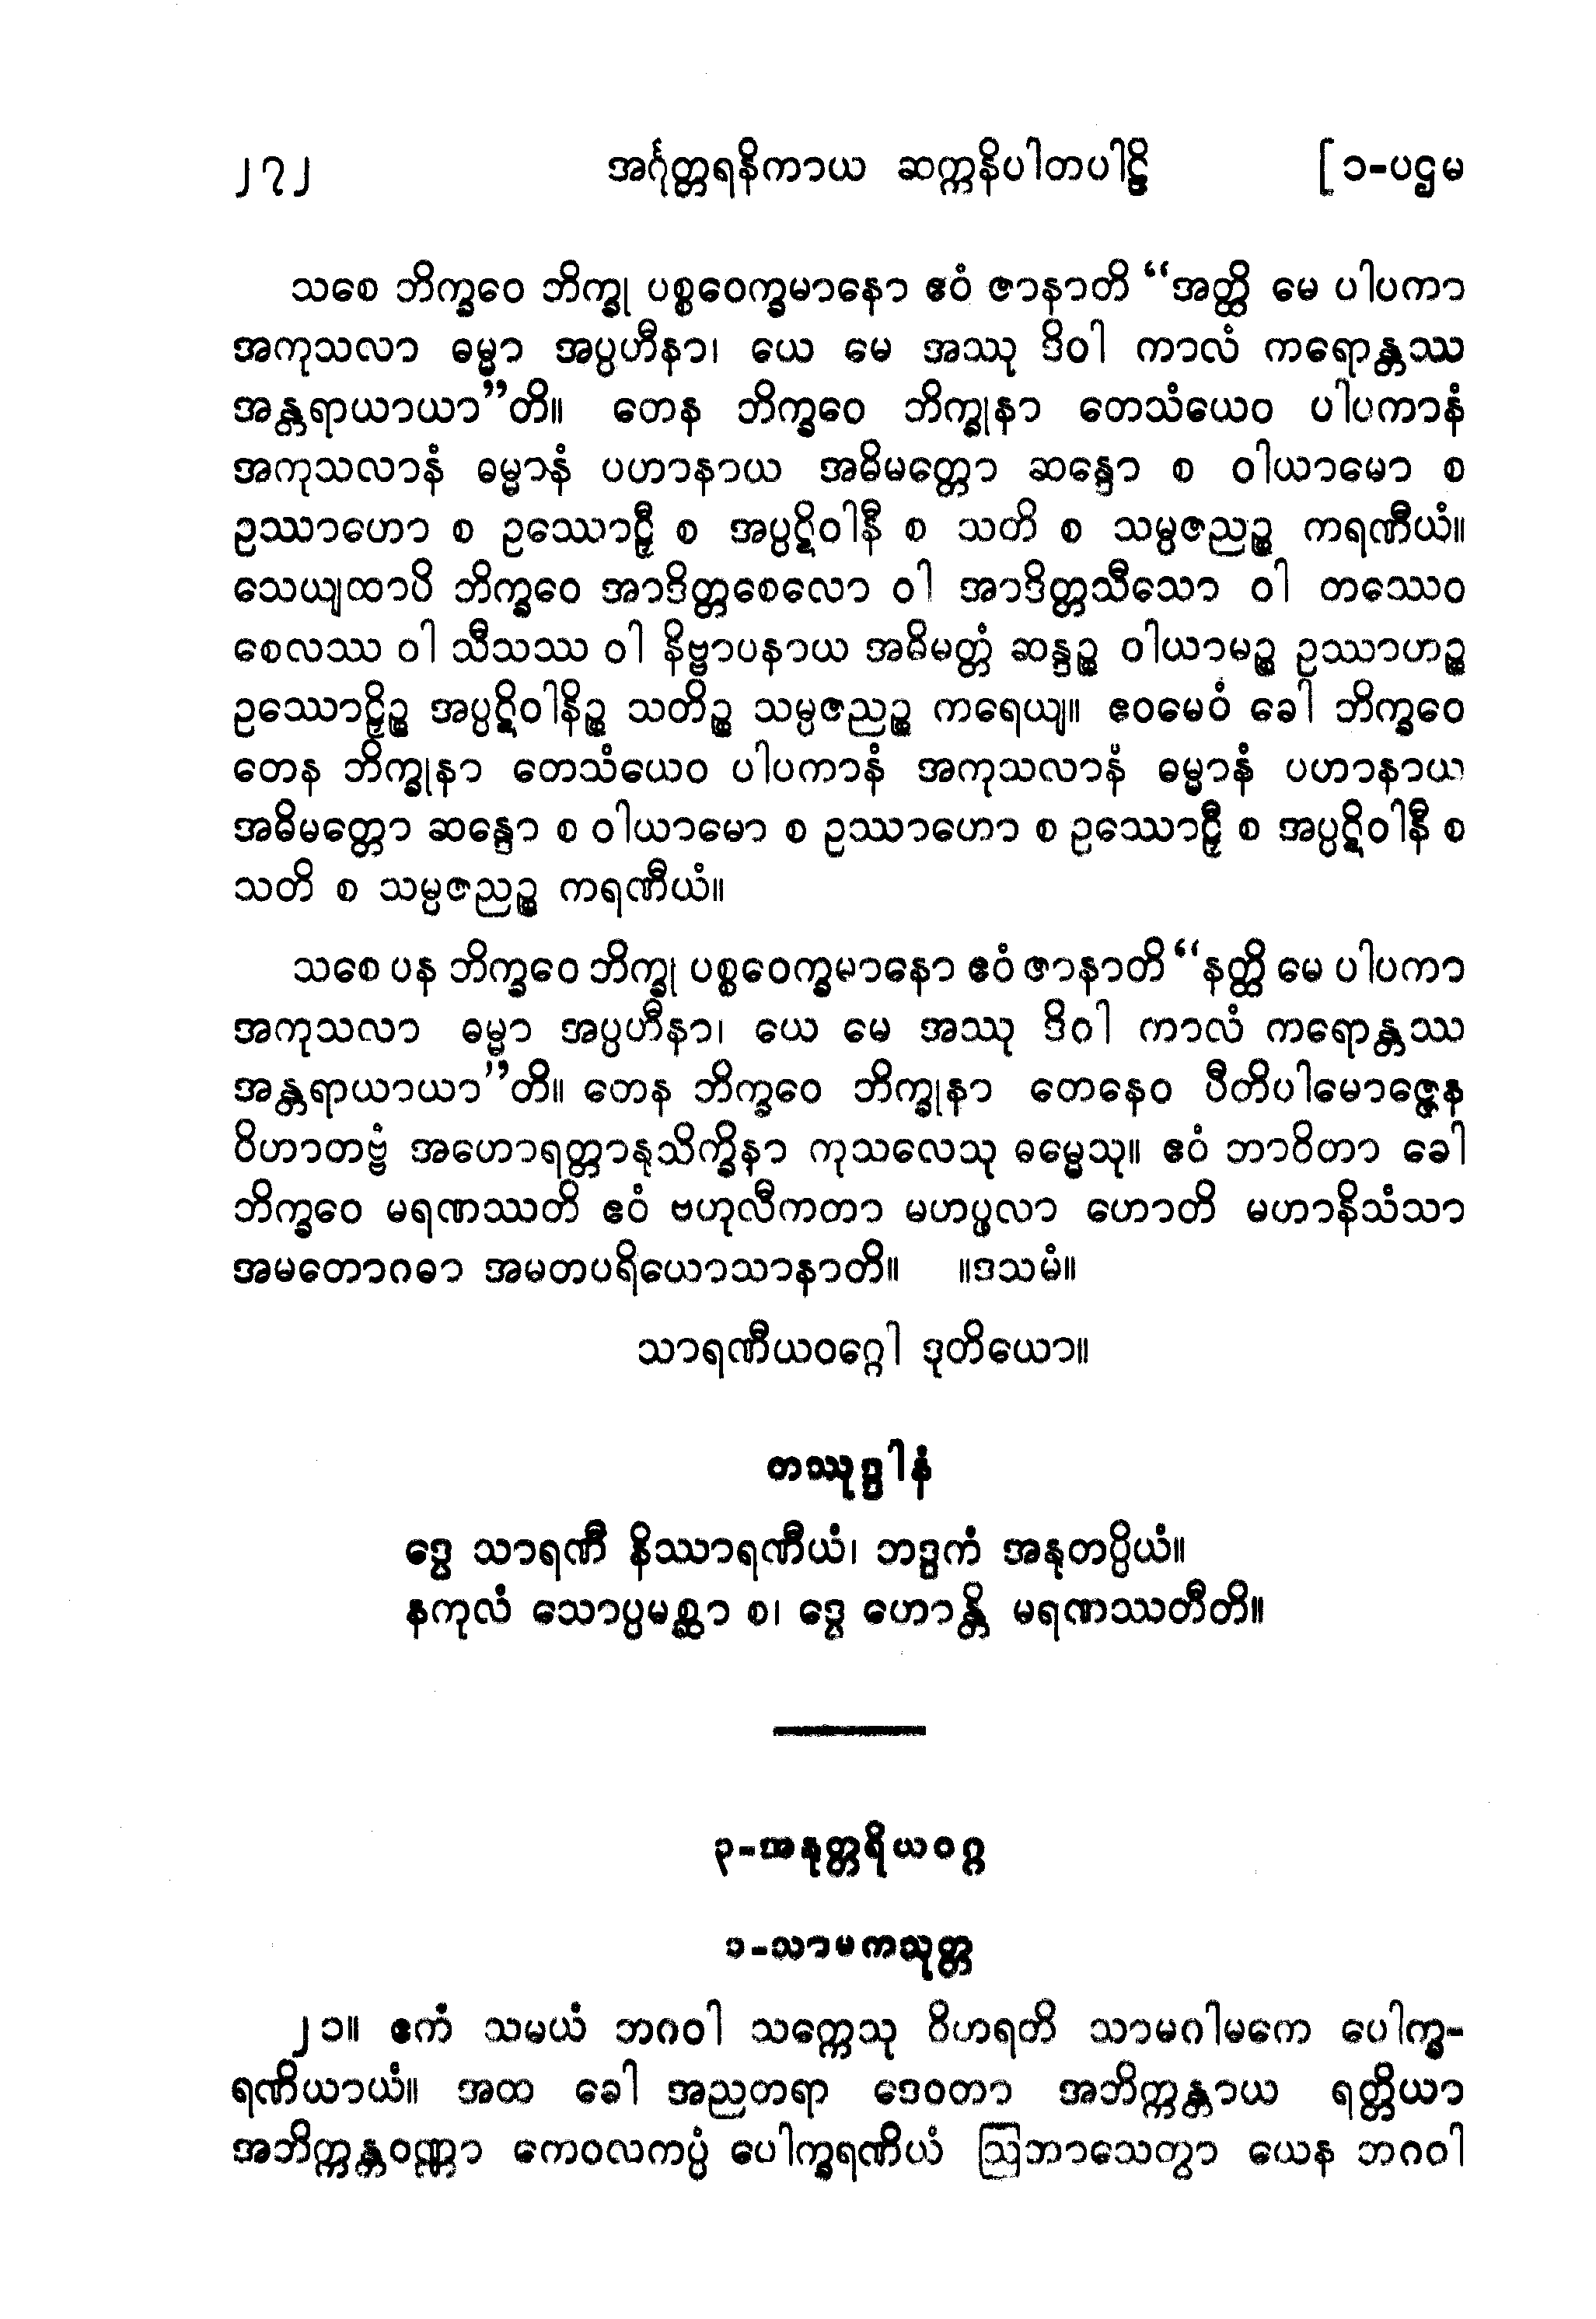 ၂၇၂ အင်္ဂုတ္တရနိကာယ ဆက္ကနိပါတပါဠိ [၁-ပဌမ
သစေ ဘိက္ခဝေ ဘိက္ခု ပစ္စဝေက္ခမာနော ဧဝံ ဇာနာတိ “အတ္ထိ မေ ပါပကာ
အကုသလာ ဓမ္မာ အပ္ပဟီနာ၊ ယေ မေ အဿု ဒိဝါ ကာလံ ကရောန္တဿ
အန္တရာယာယာ”တိ။ တေန ဘိက္ခဝေ ဘိက္ခုနာ တေသံယေဝ ပါပကာနံ
အကုသလာနံ ဓမ္မာနံ ပဟာနာယ အဓိမတ္တော ဆန္ဒော စ ဝါယာမော စ
ဥဿာဟော စ ဥဿောဠှီ စ အပ္ပဋိဝါနီ စ သတိ စ သမ္ပဇညဉ္စ ကရဏီယံ။
သေယျထာပိ ဘိက္ခဝေ အာဒိတ္တစေလော ဝါ အာဒိတ္တသီသော ဝါ တဿေဝ
စေလဿ ဝါ သီသဿ ဝါ နိဗ္ဗာပနာယ အဓိမတ္တံ ဆန္ဒဉ္စ ဝါယာမဉ္စ ဥဿာဟဉ္စ
ဥဿောဠှိဉ္စ အပ္ပဋိဝါနိဉ္စ သတိဉ္စ သမ္ပဇညဉ္စ ကရေယျ။ ဧဝမေဝံ ခေါ ဘိက္ခဝေ
တေန ဘိက္ခုနာ တေသံယေဝ ပါပကာနံ အကုသလာနံ ဓမ္မာနံ ပဟာနာယ
အဓိမတ္တော ဆန္ဒော စ ဝါယာမော စ ဥဿာဟော စ ဥဿောဠှီ စ အပ္ပဋိဝါနီ စ
သတိ စ သမ္ပဇညဉ္စ ကရဏီယံ။
သစေ ပန ဘိက္ခဝေ ဘိက္ခု ပစ္စဝေက္ခမာနော ဧဝံ ဇာနာတိ “နတ္ထိ မေ ပါပကာ
အကုသလာ ဓမ္မာ အပ္ပဟီနာ၊ ယေ မေ အဿု ဒိဝါ ကာလံ ကရောန္တဿ
အန္တရာယာယာ”တိ။ တေန ဘိက္ခဝေ ဘိက္ခုနာ တေနေဝ ပီတိပါမောဇ္ဇေန
ဝိဟာတဗ္ဗံ အဟောရတ္တာနုသိက္ခိနာ ကုသလေသု ဓမ္မေသု။ ဧဝံ ဘာဝိတာ ခေါ
ဘိက္ခဝေ မရဏဿတိ ဧဝံ ဗဟုလီကတာ မဟပ္ဖလာ ဟောတိ မဟာနိသံသာ
အမတောဂဓာ အမတပရိယောသာနာတိ။ ။ဒသမံ။
သာရဏီယဝဂ္ဂေါ ဒုတိယော။
တဿုဒ္ဒါနံ
ဒွေ သာရဏီ နိဿာရဏီယံ၊ ဘဒ္ဒကံ အနုတပ္ပိယံ။
နကုလံ သောပ္ပမစ္ဆာ စ၊ ဒွေ ဟောန္တိ မရဏဿတီတိ။
၃-အနုတ္တရိယဝဂ္ဂ
၁-သာမကသုတ္တ
၂၁။ ဧကံ သမယံ ဘဂဝါ သက္ကေသု ဝိဟရတိ သာမဂါမကေ ပေါက္ခ-
ရဏိယာယံ။ အထ ခေါ အညတရာ ဒေဝတာ အဘိက္ကန္တာယ ရတ္တိယာ
အဘိက္ကန္တဝဏ္ဏာ ကေဝလကပ္ပံ ပေါက္ခရဏိယံ ဩဘာသေတွာ ယေန ဘဂဝါ